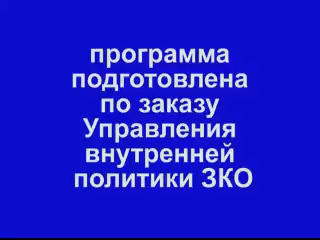 программа
подготовлена
по заказу
Управления
внутренней
политики ЗКО